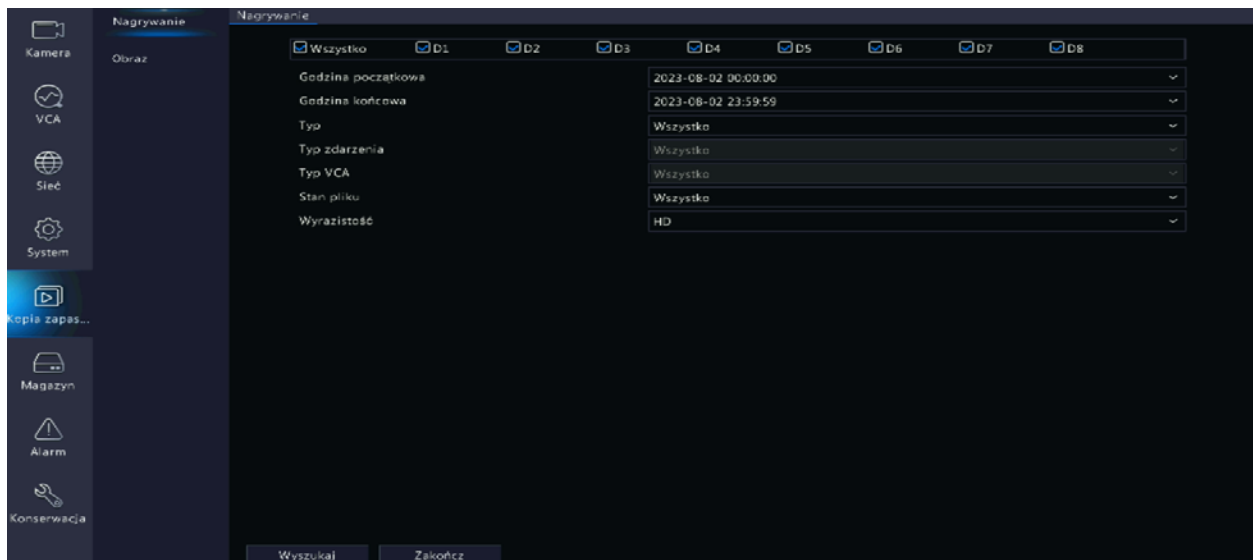 Kamera
VCA
Sieć
System
Kopia zapas...
Magazyn
Alarm
Konserwacja
Nagrywanie
Obraz
Nagrywanie
Wszystko D1 D2 D3 D4 D5 D6 D7 D8
Godzina początkowa 2023-08-02 00:00:00
Godzina końcowa 2023-08-02 23:59:59
Typ Wszystko
Typ zdarzenia Wszystko
Typ VCA Wszystko
Stan pliku Wszystko
Wyrazistość HD
Wyszukaj Zakończ